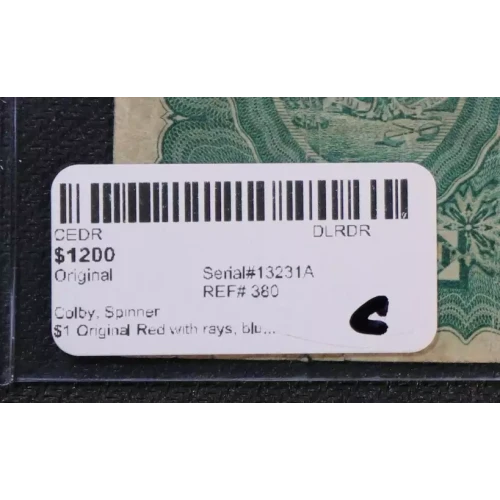 CEDR DLRDR
$1200
Original Serial#13231A
REF# 380
Colby, Spinner
$1 Original Red with rays, blu...
C